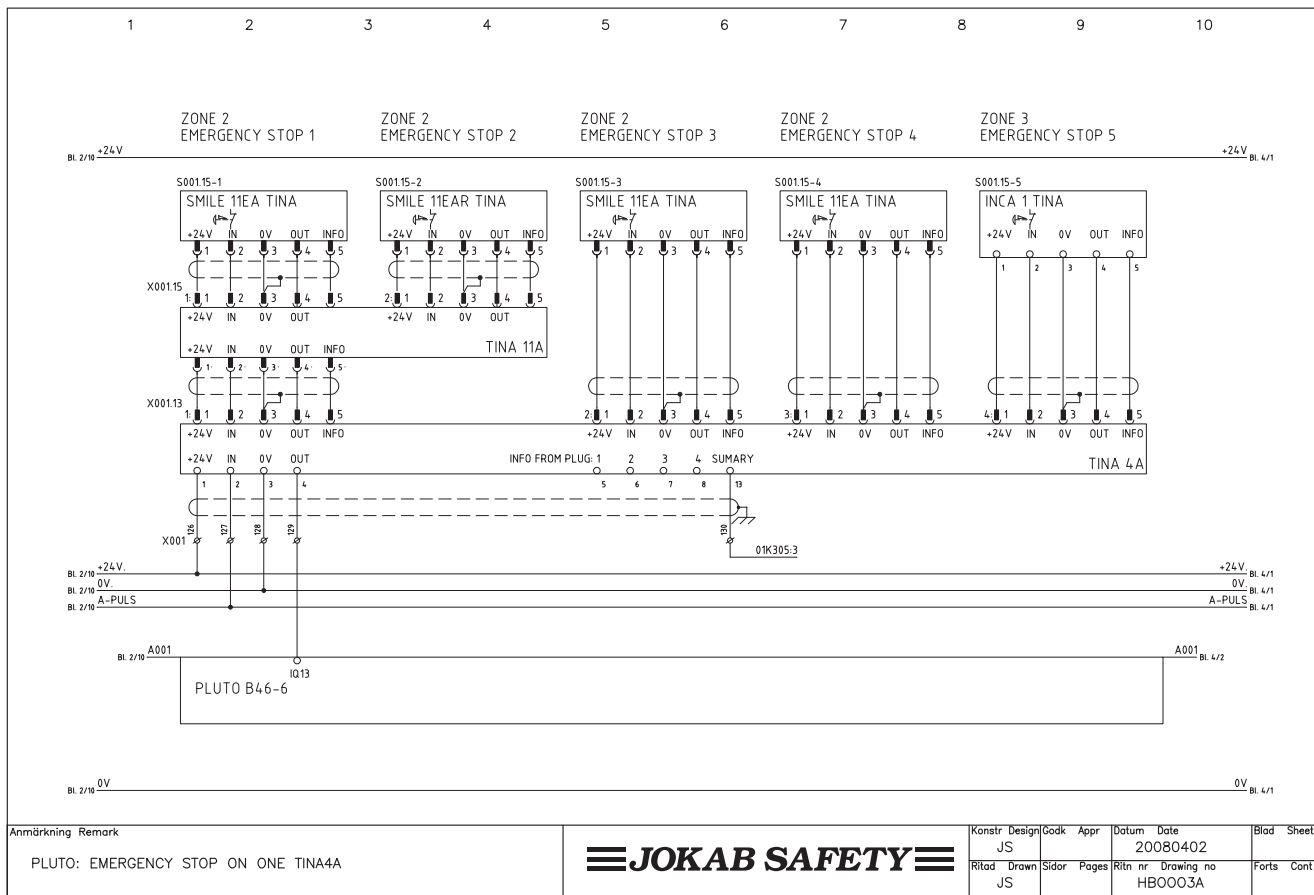 1 2 3 4 5 6 7 8 9 10
ZONE 2 ZONE 2 ZONE 2 ZONE 2 ZONE 3
EMERGENCY STOP 1 EMERGENCY STOP 2 EMERGENCY STOP 3 EMERGENCY STOP 4 EMERGENCY STOP 5
Bl. 2/10 +24V +24V Bl. 4/1
S001.15-1 S001.15-2 S001.15-3 S001.15-4 S001.15-5
SMILE 11EA TINA SMILE 11EAR TINA SMILE 11EA TINA SMILE 11EA TINA INCA 1 TINA
+24V IN 0V OUT INFO +24V IN 0V OUT INFO +24V IN 0V OUT INFO +24V IN 0V OUT INFO +24V IN 0V OUT INFO
1 2 3 4 5 1 2 3 4 5 1 2 3 4 5 1 2 3 4 5
1 2 3 4 5
X001.15
1: 1 2 3 4 5 2: 1 2 3 4 5
+24V IN 0V OUT +24V IN 0V OUT
TINA 11A
+24V IN 0V OUT INFO
1 2 3 4 5
X001.13
1: 1 2 3 4 5 2: 1 2 3 4 5 3: 1 2 3 4 5 4: 1 2 3 4 5
+24V IN 0V OUT INFO +24V IN 0V OUT INFO +24V IN 0V OUT INFO +24V IN 0V OUT INFO
+24V IN 0V OUT INFO FROM PLUG: 1 2 3 4 SUMARY TINA 4A
1 2 3 4 5 6 7 8 13
126 127 128 129 130
X001
01K305:3
Bl. 2/10 +24V. +24V. Bl. 4/1
Bl. 2/10 0V. 0V. Bl. 4/1
Bl. 2/10 A-PULS A-PULS Bl. 4/1
Bl. 2/10 A001 A001 Bl. 4/2
IQ13
PLUTO B46-6
Bl. 2/10 0V 0V Bl. 4/1
Anmärkning Remark
PLUTO: EMERGENCY STOP ON ONE TINA4A
JOKAB SAFETY
Konstr Design Godk Appr Datum Date Blad Sheet
JS 20080402
Ritad Drawn Sidor Pages Ritn nr Drawing no Forts Cont
JS HB0003A